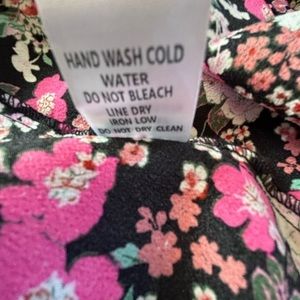 HAND WASH COLD
WATER
DO NOT BLEACH
LINE DRY
IRON LOW
DO NOT DRY CLEAN